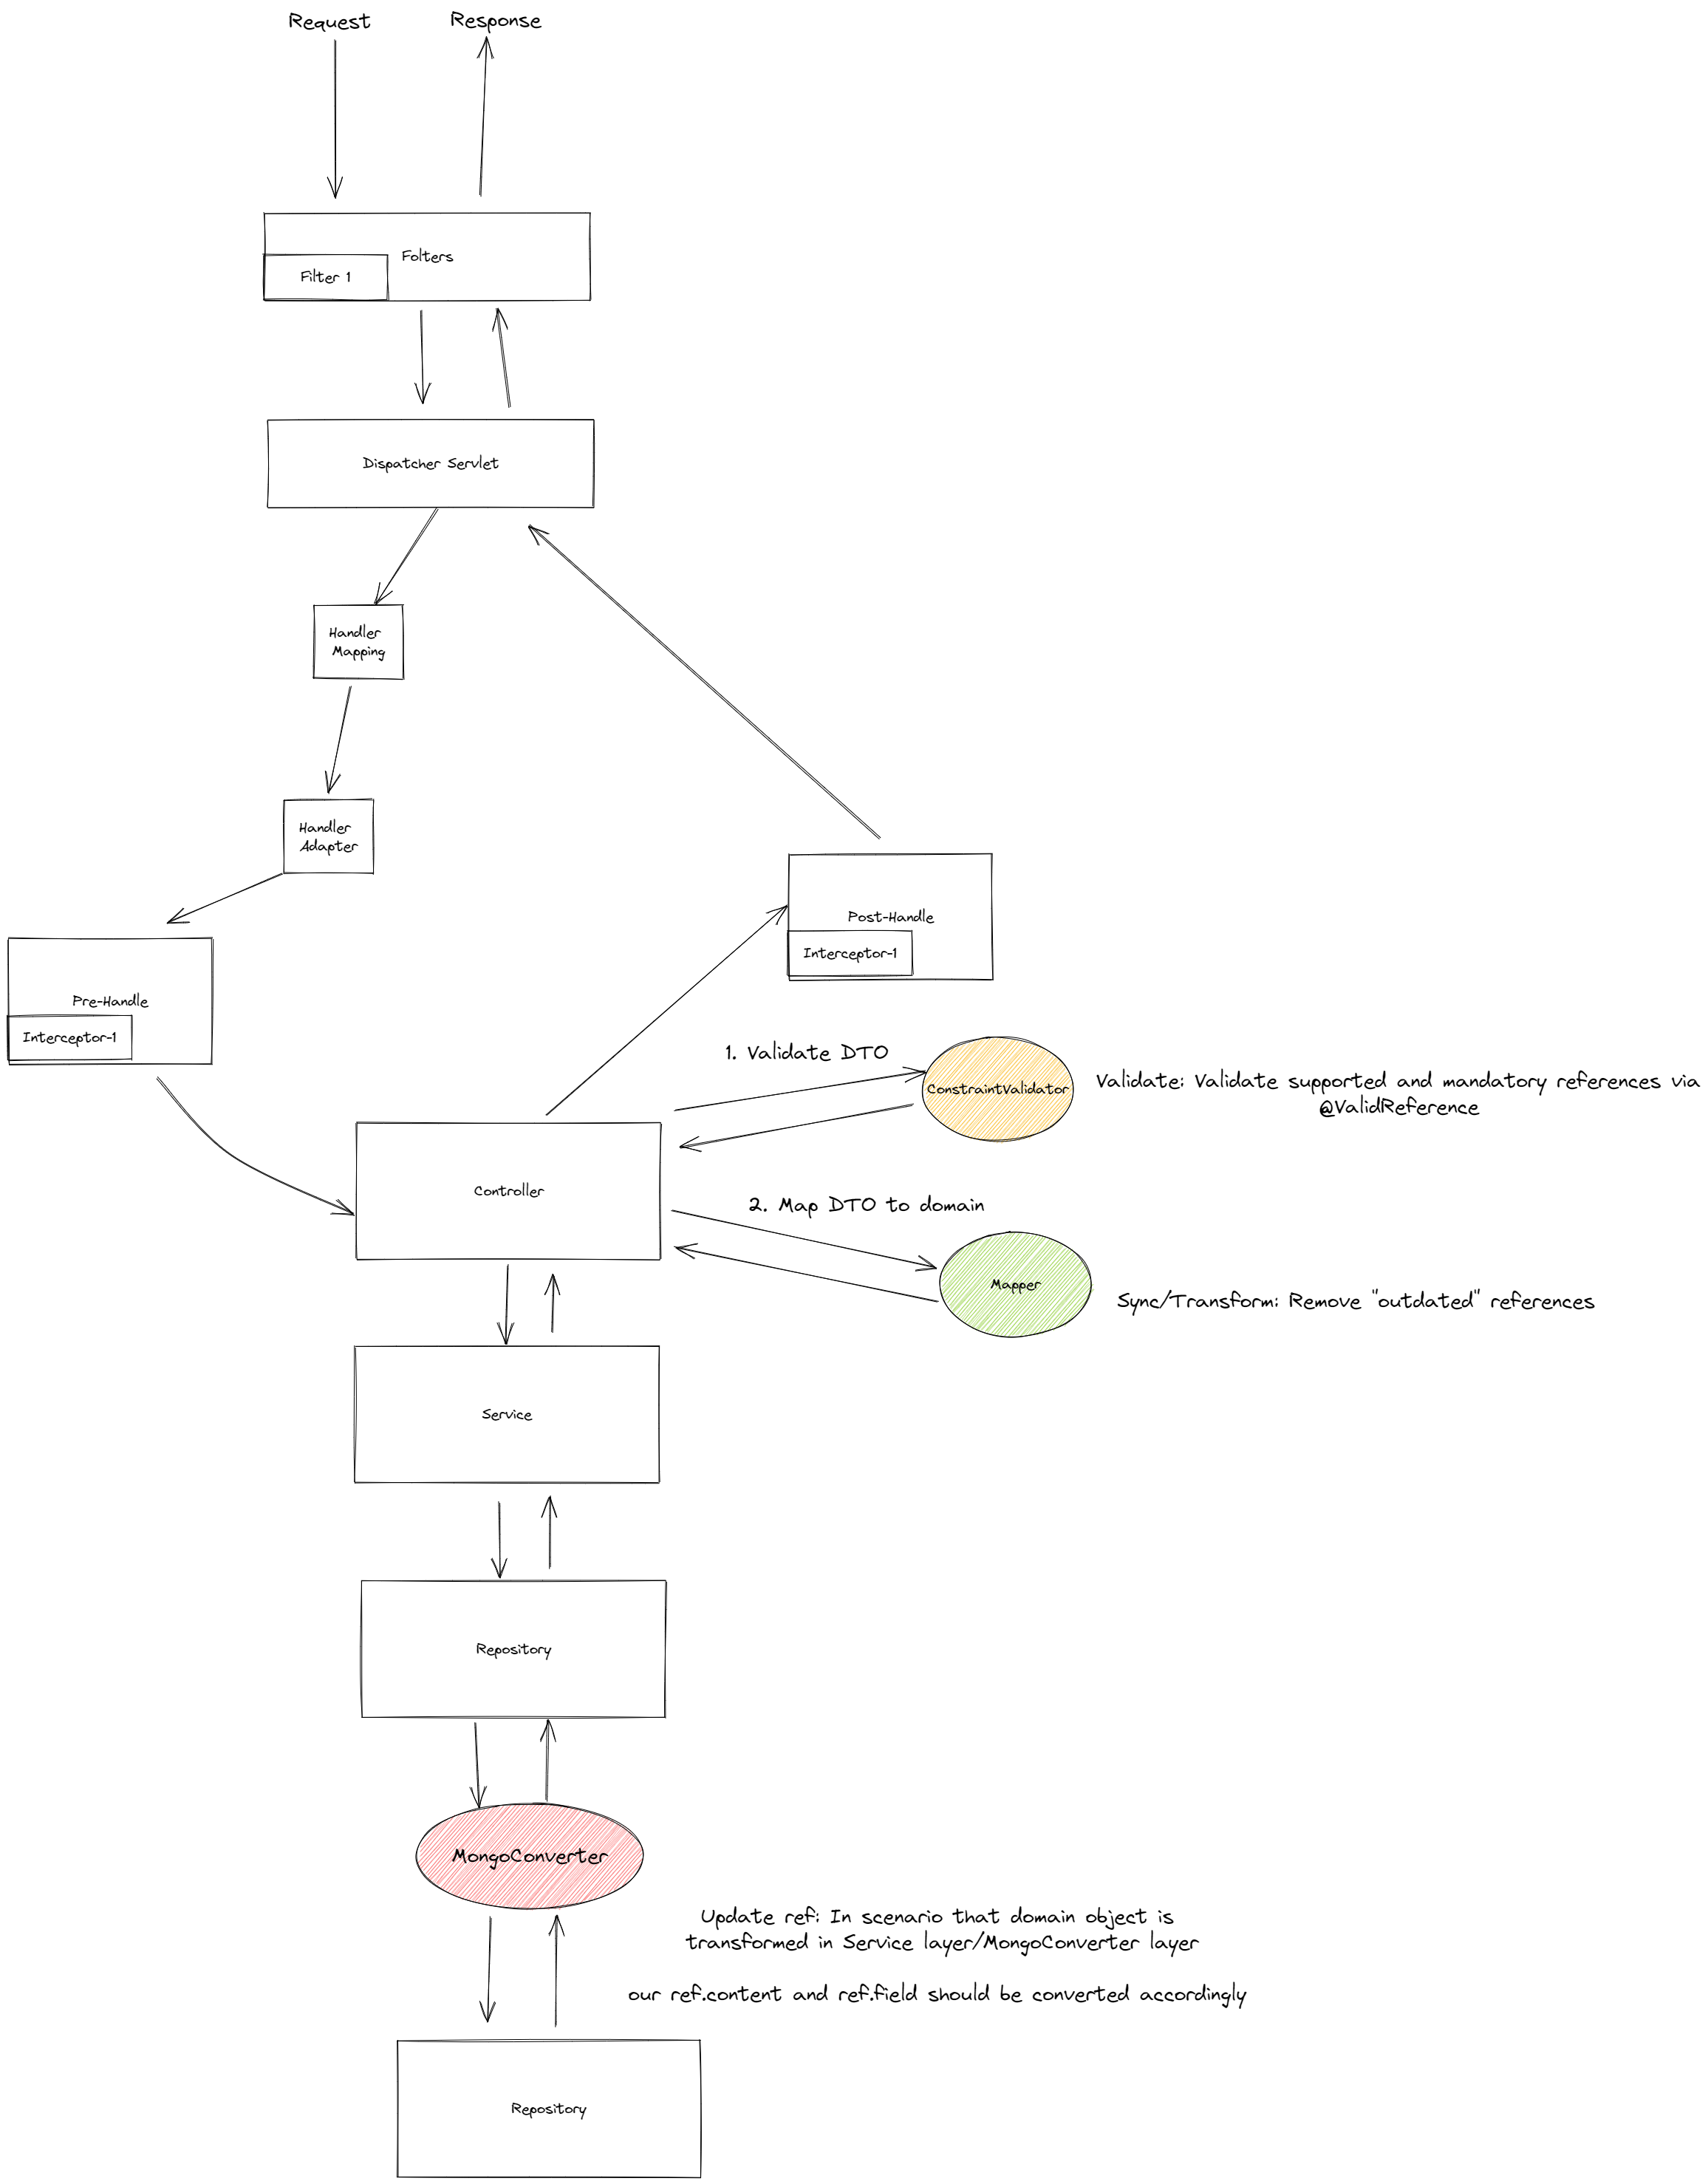 Request
Response
Folters
Filter 1
Dispatcher Servlet
Handler
Mapping
Handler
Adapter
Post-Handle
Interceptor-1
Pre-Handle
Interceptor-1
1. Validate DTO
ConstraintValidator
Validate: Validate supported and mandatory references via
@ValidReference
Controller
2. Map DTO to domain
Mapper
Sync/Transform: Remove "outdated" references
Service
Repository
MongoConverter
Update ref: In scenario that domain object is
transformed in Service layer/MongoConverter layer
our ref.content and ref.field should be converted accordingly
Repository